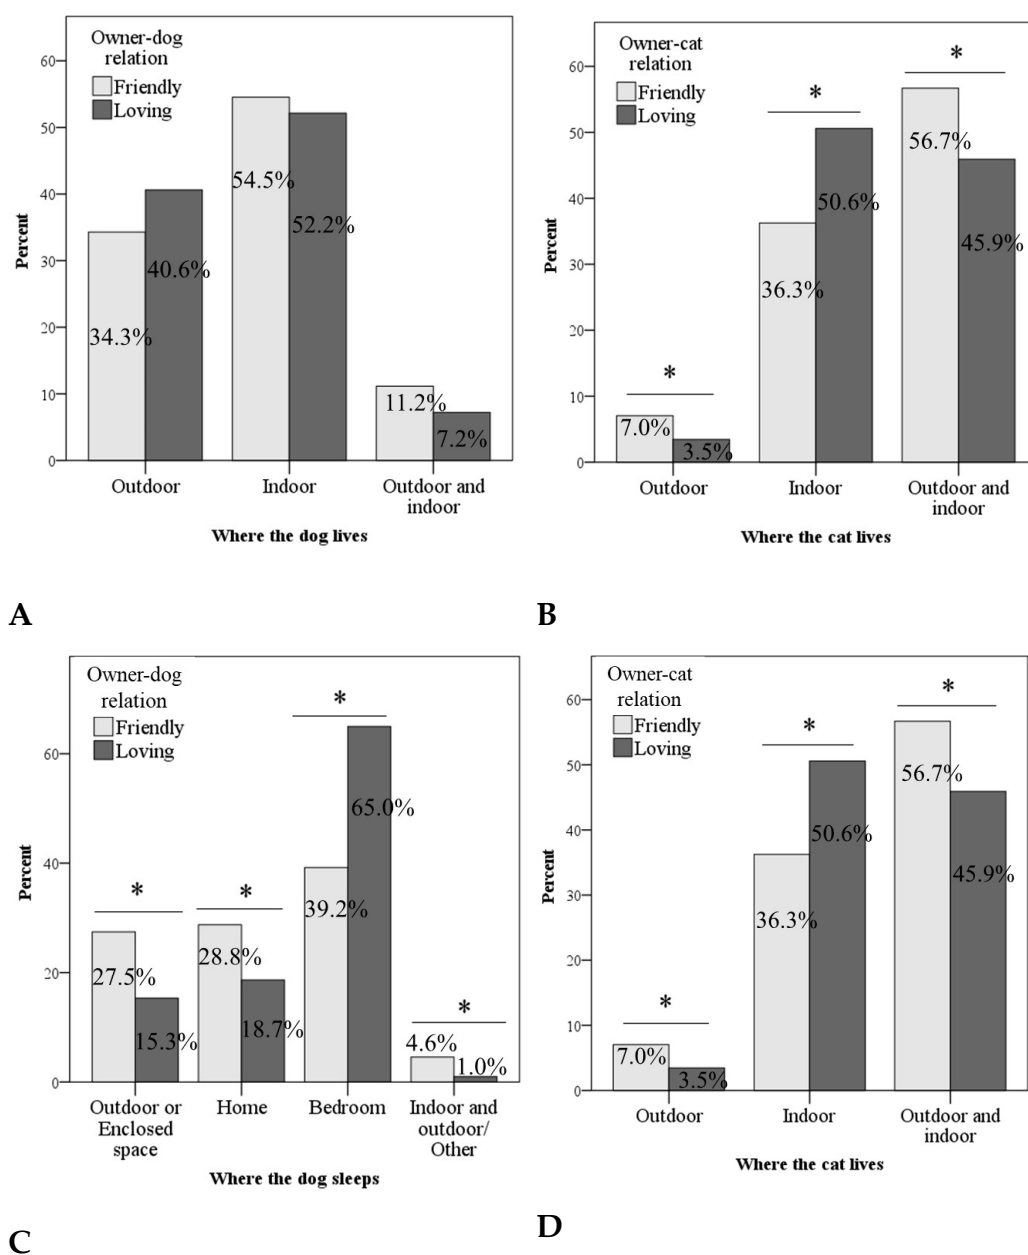 Owner-dog
relation
Friendly
Loving
60
50
40
30
20
10
0
Percent
34.3%
40.6%
54.5%
52.2%
11.2%
7.2%
Outdoor
Indoor
Outdoor and
indoor
Where the dog lives
A
Owner-cat
relation
Friendly
Loving
60
50
40
30
20
10
0
Percent
*
*
*
7.0%
3.5%
36.3%
50.6%
56.7%
45.9%
Outdoor
Indoor
Outdoor and
indoor
Where the cat lives
B
Owner-dog
relation
Friendly
Loving
60
40
20
0
Percent
*
*
*
*
27.5%
15.3%
28.8%
18.7%
39.2%
65.0%
4.6%
1.0%
Outdoor or
Enclosed
space
Home
Bedroom
Indoor and
outdoor/
Other
Where the dog sleeps
C
Owner-cat
relation
Friendly
Loving
60
50
40
30
20
10
0
Percent
*
*
*
7.0%
3.5%
36.3%
50.6%
56.7%
45.9%
Outdoor
Indoor
Outdoor and
indoor
Where the cat lives
D